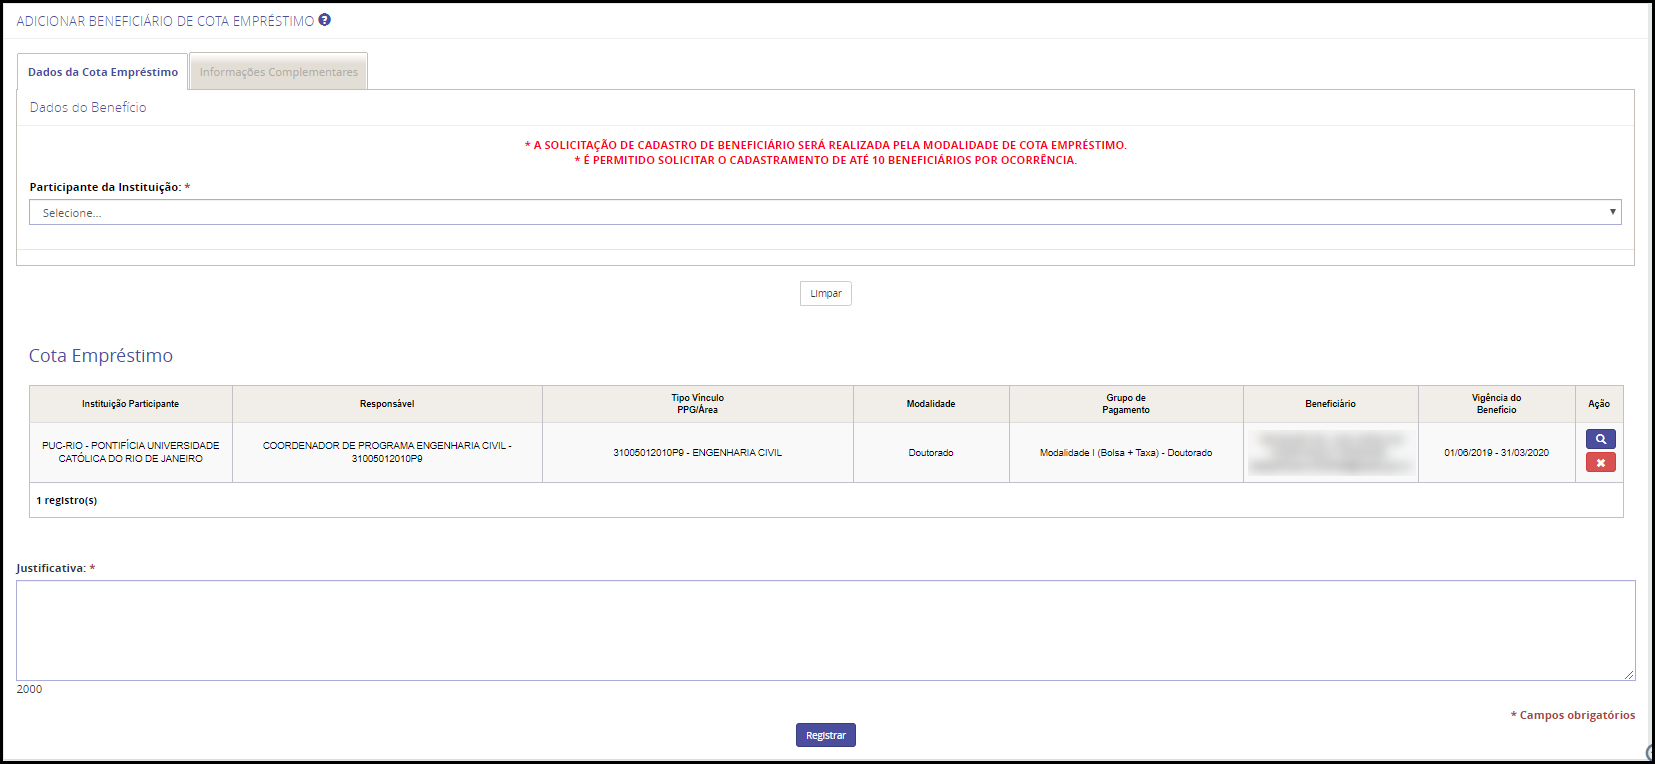 ADICIONAR BENEFICIÁRIO DE COTA EMPRÉSTIMO ?
Dados da Cota Empréstimo
Informações Complementares
Dados do Benefício
* A SOLICITAÇÃO DE CADASTRO DE BENEFICIÁRIO SERÁ REALIZADA PELA MODALIDADE DE COTA EMPRÉSTIMO.
* É PERMITIDO SOLICITAR O CADASTRAMENTO DE ATÉ 10 BENEFICIÁRIOS POR OCORRÊNCIA.
Participante da Instituição: *
Selecione...
Limpar
Cota Empréstimo
Instituição Participante
Responsável
Tipo Vínculo
PPG/Área
Modalidade
Grupo de
Pagamento
Beneficiário
Vigência do
Benefício
Ação
PUC-RIO - PONTIFÍCIA UNIVERSIDADE
CATÓLICA DO RIO DE JANEIRO
COORDENADOR DE PROGRAMA ENGENHARIA CIVIL -
31005012010P9
31005012010P9 - ENGENHARIA CIVIL
Doutorado
Modalidade I (Bolsa + Taxa) - Doutorado
01/06/2019 - 31/03/2020
1 registro(s)
Justificativa: *
2000
* Campos obrigatórios
Registrar